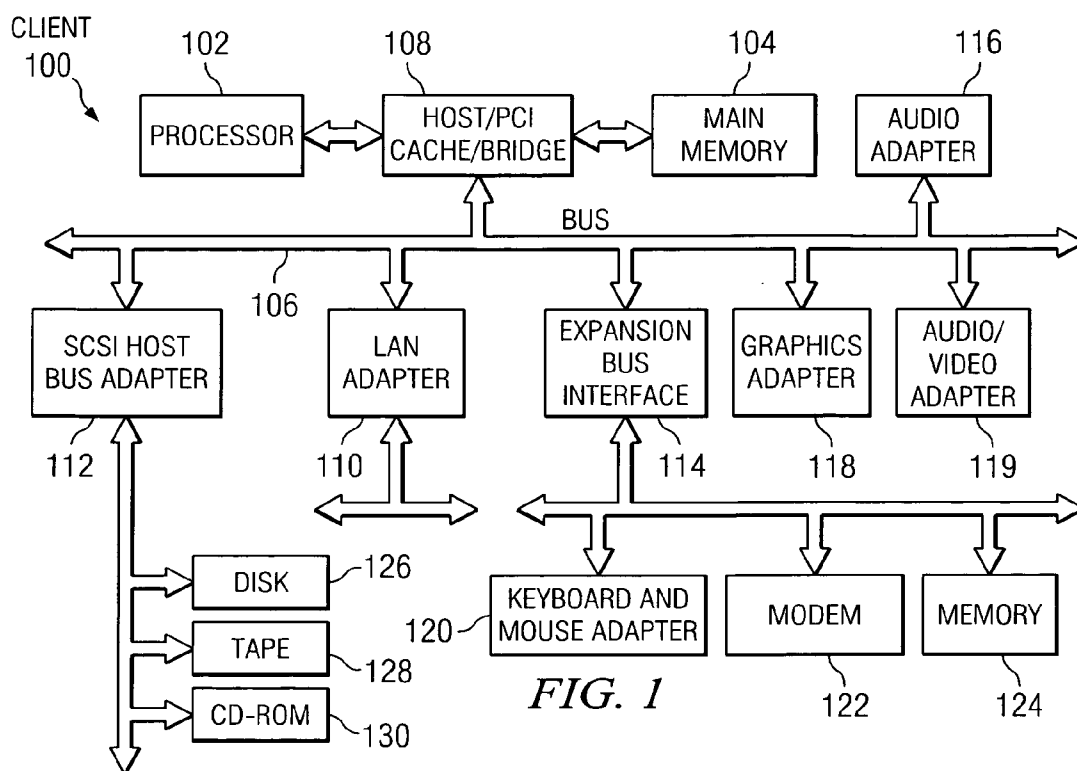 CLIENT
100
102
108
104
116
PROCESSOR
HOST/PCI
CACHE/BRIDGE
MAIN
MEMORY
AUDIO
ADAPTER
BUS
106
SCSI HOST
BUS ADAPTER
LAN
ADAPTER
EXPANSION
BUS
INTERFACE
GRAPHICS
ADAPTER
AUDIO/
VIDEO
ADAPTER
112
110
114
118
119
DISK
126
TAPE
128
CD-ROM
130
120
KEYBOARD AND
MOUSE ADAPTER
MODEM
MEMORY
122
124
FIG. 1